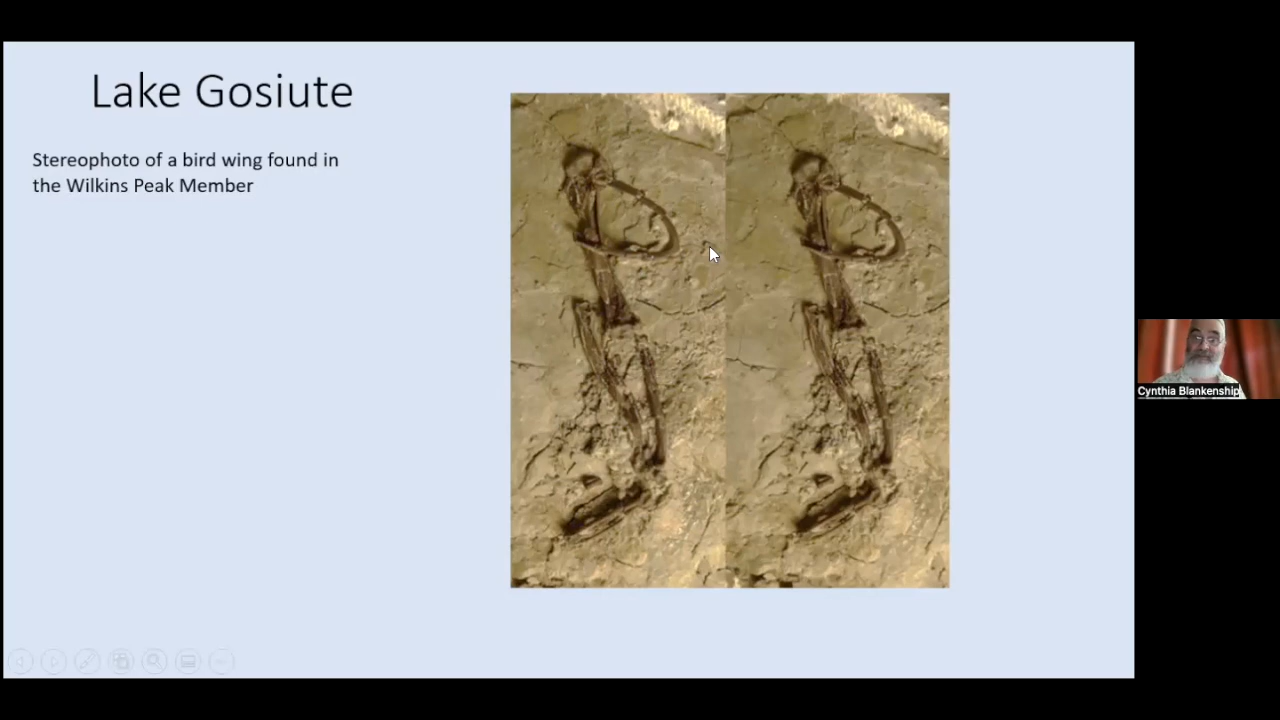 Lake Gosiute
Stereophoto of a bird wing found in
the Wilkins Peak Member
Cynthia Blankenship